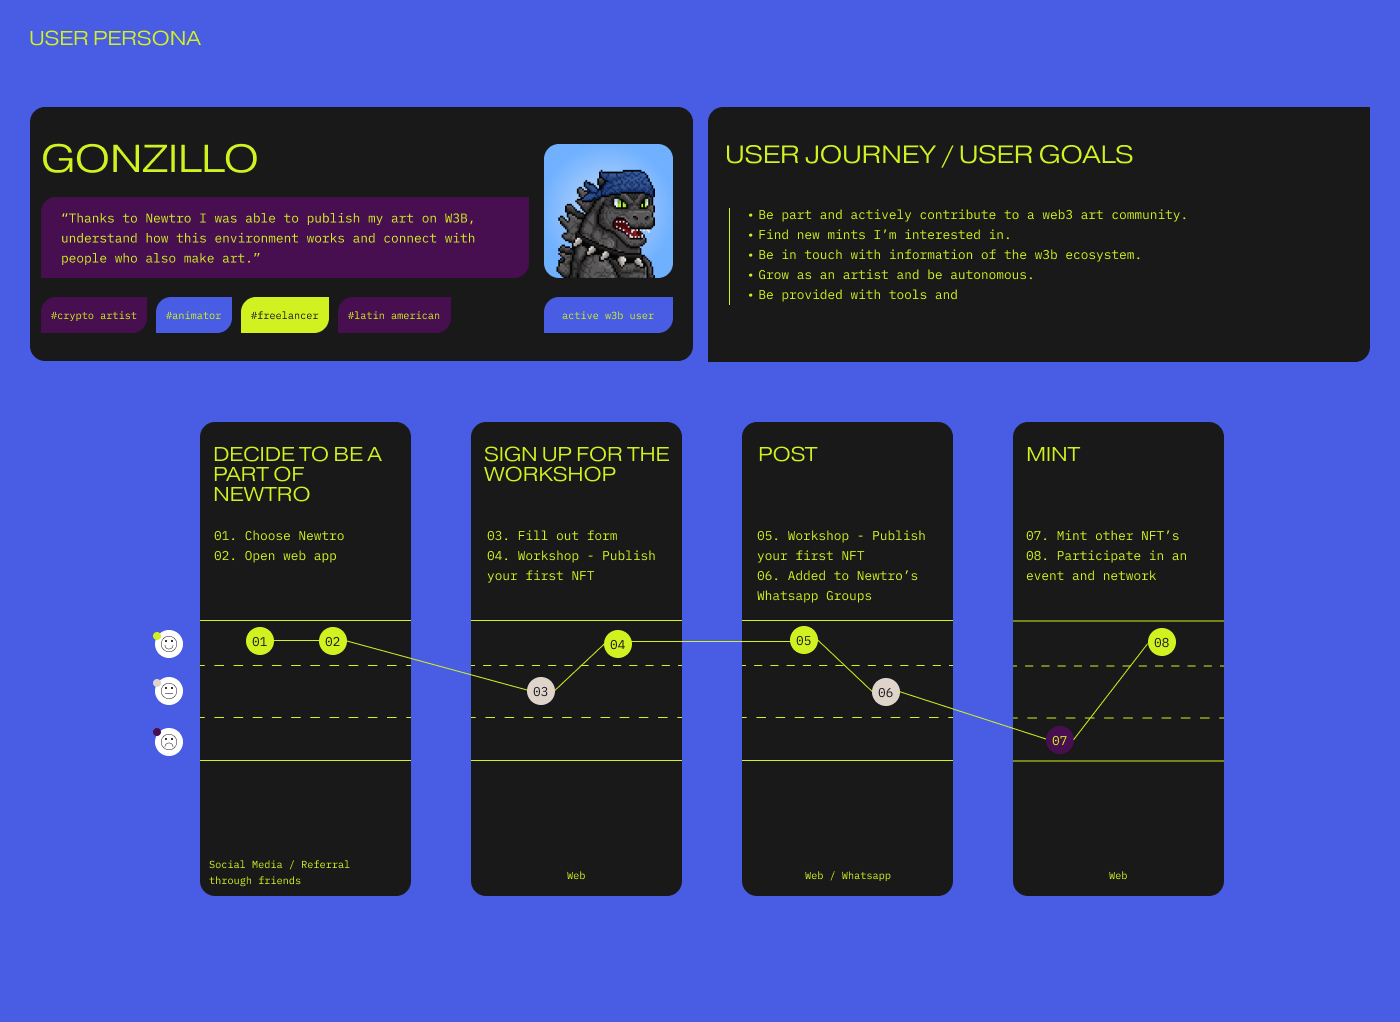 USER PERSONA
GONZILLO
“Thanks to Newtro I was able to publish my art on W3B,
understand how this environment works and connect with
people who also make art.”
#crypto artist
#animator
#freelancer
#latin american
active w3b user
USER JOURNEY / USER GOALS
• Be part and actively contribute to a web3 art community.
• Find new mints I’m interested in.
• Be in touch with information of the w3b ecosystem.
• Grow as an artist and be autonomous.
• Be provided with tools and
DECIDE TO BE A
PART OF
NEWTRO
01. Choose Newtro
02. Open web app
01
02
Social Media / Referral
through friends
SIGN UP FOR THE
WORKSHOP
03. Fill out form
04. Workshop - Publish
your first NFT
03
04
Web
POST
05. Workshop - Publish
your first NFT
06. Added to Newtro’s
Whatsapp Groups
05
06
Web / Whatsapp
MINT
07. Mint other NFT’s
08. Participate in an
event and network
07
08
Web